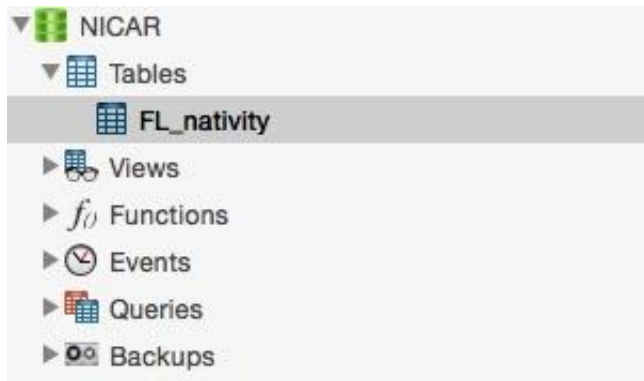 NICAR
Tables
FL_nativity
Views
f() Functions
Events
Queries
Backups